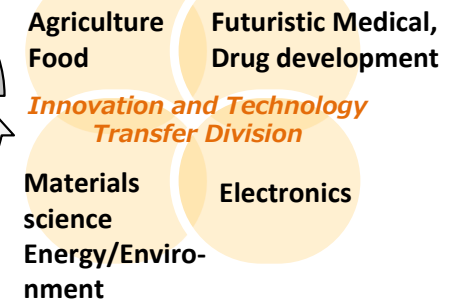 Agriculture
Food
Futuristic Medical,
Drug development
Innovation and Technology
Transfer Division
Materials
science
Energy/Enviro-
nment
Electronics